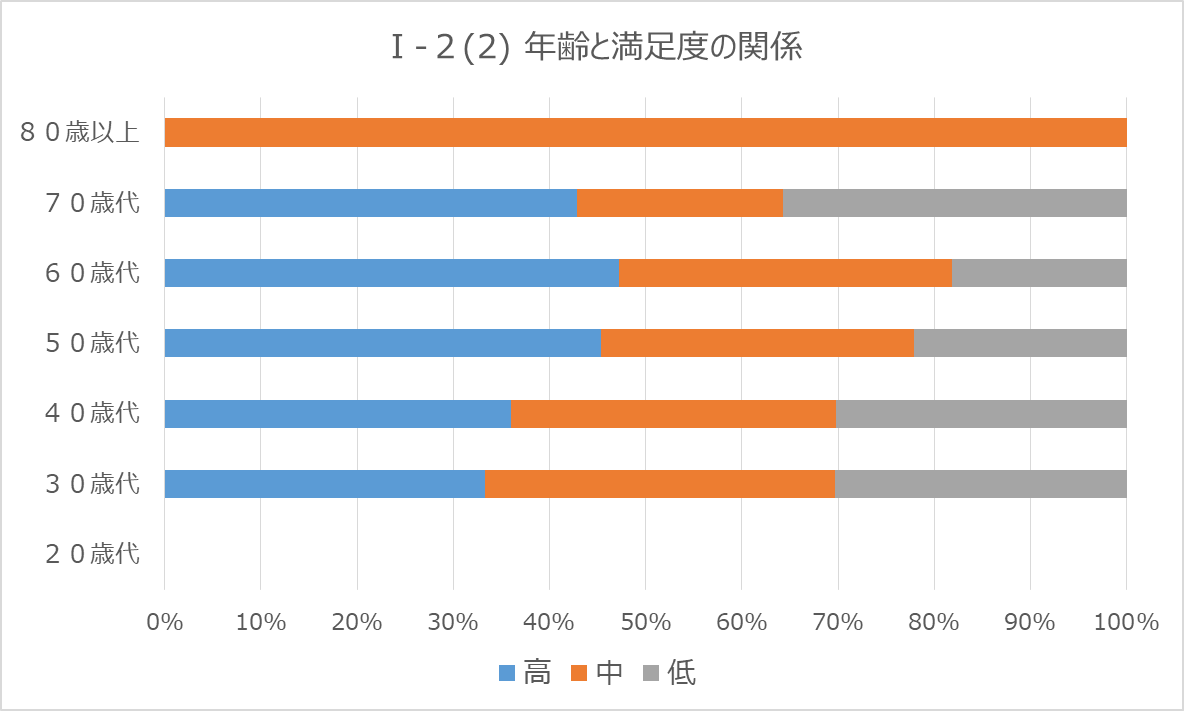 Ⅰ-２(2) 年齢と満足度の関係
８０歳以上
７０歳代
６０歳代
５０歳代
４０歳代
３０歳代
２０歳代
0% 10% 20% 30% 40% 50% 60% 70% 80% 90% 100%
高 中 低